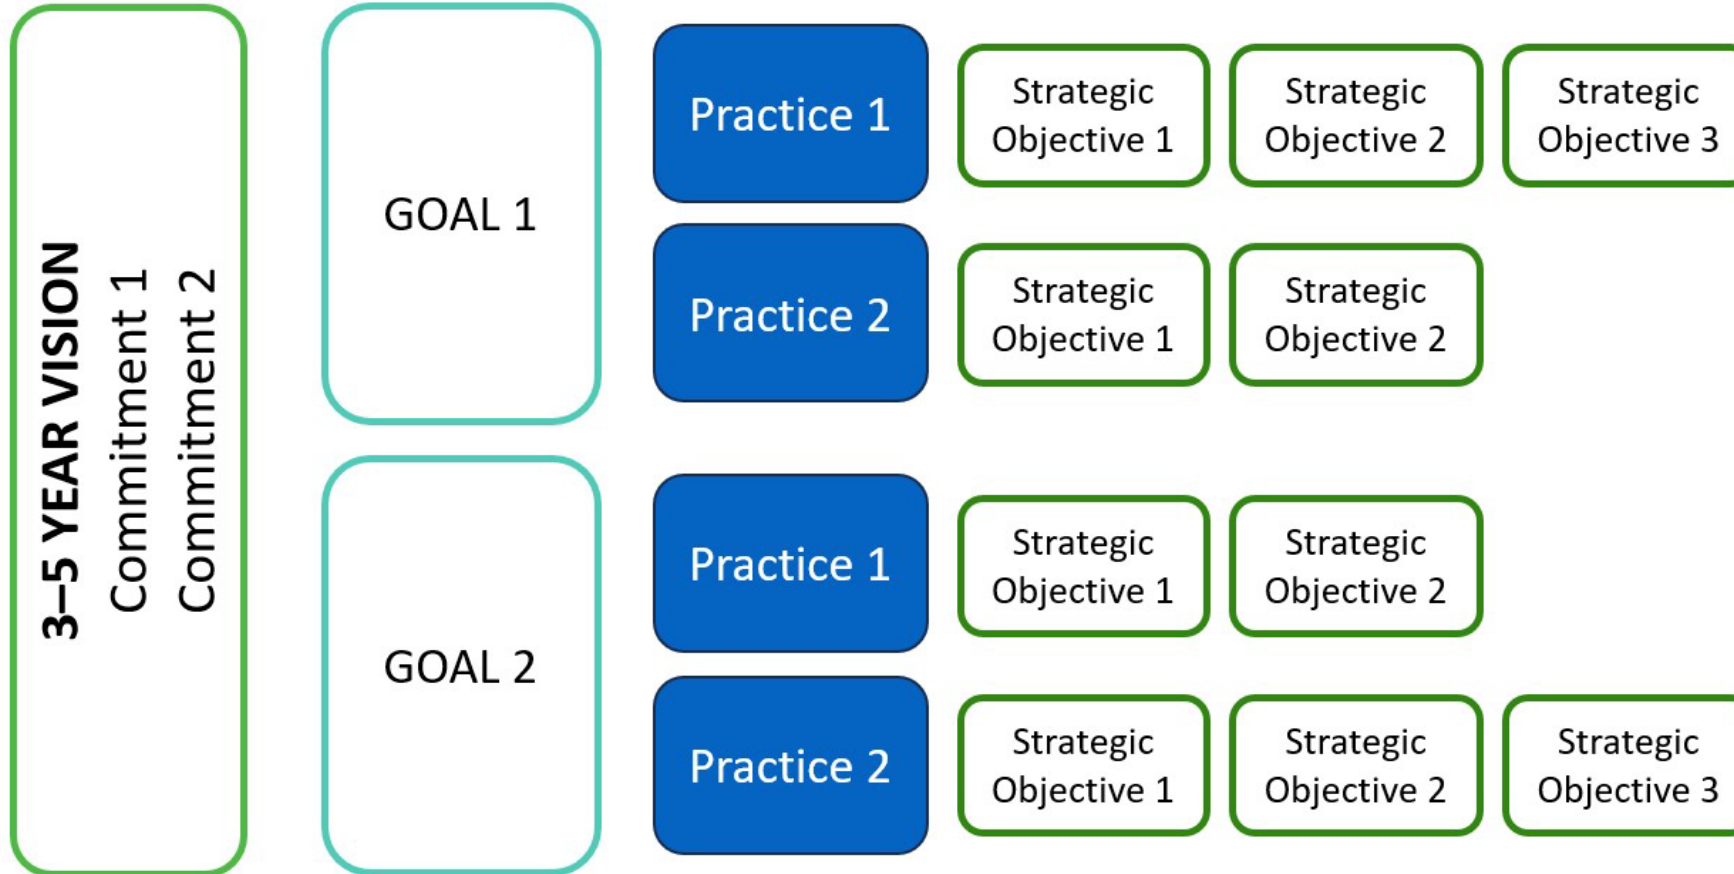 3–5 YEAR VISION
Commitment 1
Commitment 2
GOAL 1
Practice 1
Strategic
Objective 1
Strategic
Objective 2
Strategic
Objective 3
Practice 2
Strategic
Objective 1
Strategic
Objective 2
GOAL 2
Practice 1
Strategic
Objective 1
Strategic
Objective 2
Practice 2
Strategic
Objective 1
Strategic
Objective 2
Strategic
Objective 3